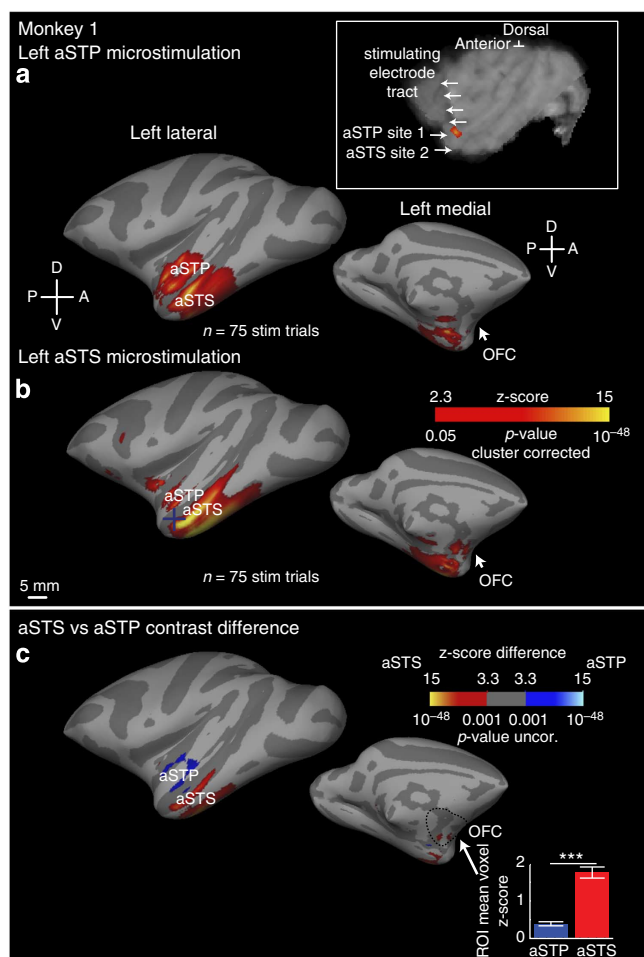 Monkey 1
Left aSTP microstimulation
a
Dorsal
Anterior
stimulating
electrode
tract
aSTP site 1
aSTS site 2
Left lateral
aSTP
aSTS
D
P A
V
n = 75 stim trials
Left medial
D
P A
V
OFC
Left aSTS microstimulation
b
aSTP
aSTS
2.3 z-score 15
0.05 p-value 10–48
cluster corrected
n = 75 stim trials
OFC
5 mm
aSTS vs aSTP contrast difference
c
z-score difference
aSTS aSTP
15 3.3 3.3 15
10–48 0.001 0.001 10–48
p-value uncor.
aSTP
aSTS
OFC
ROI mean voxel
z-score
***
2
1
0
aSTP aSTS